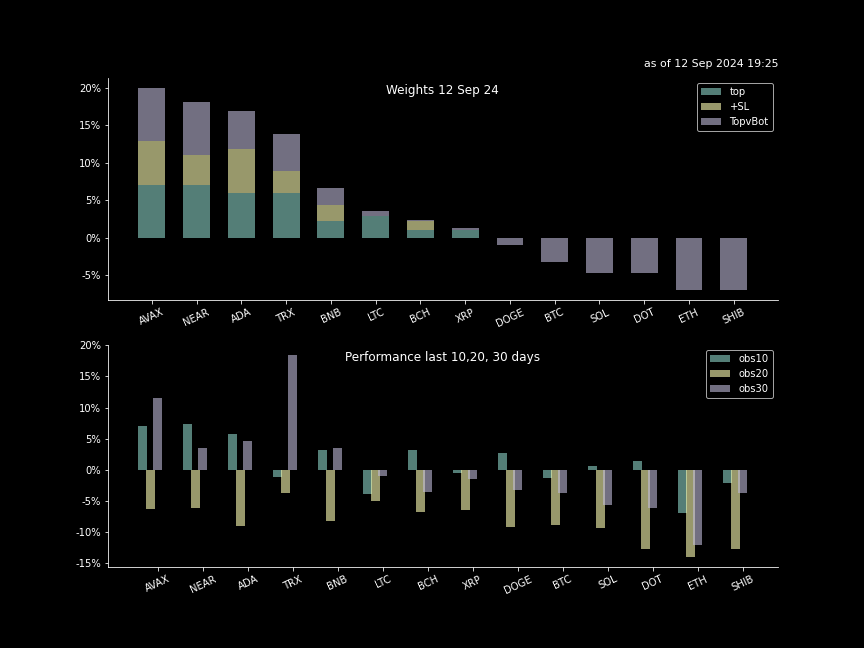 as of 12 Sep 2024 19:25
Weights 12 Sep 24
top
+SL
TopvBot
20%
15%
10%
5%
0%
-5%
AVAX NEAR ADA TRX BNB LTC BCH XRP DOGE BTC SOL DOT ETH SHIB
Performance last 10,20, 30 days
obs10
obs20
obs30
20%
15%
10%
5%
0%
-5%
-10%
-15%
AVAX NEAR ADA TRX BNB LTC BCH XRP DOGE BTC SOL DOT ETH SHIB